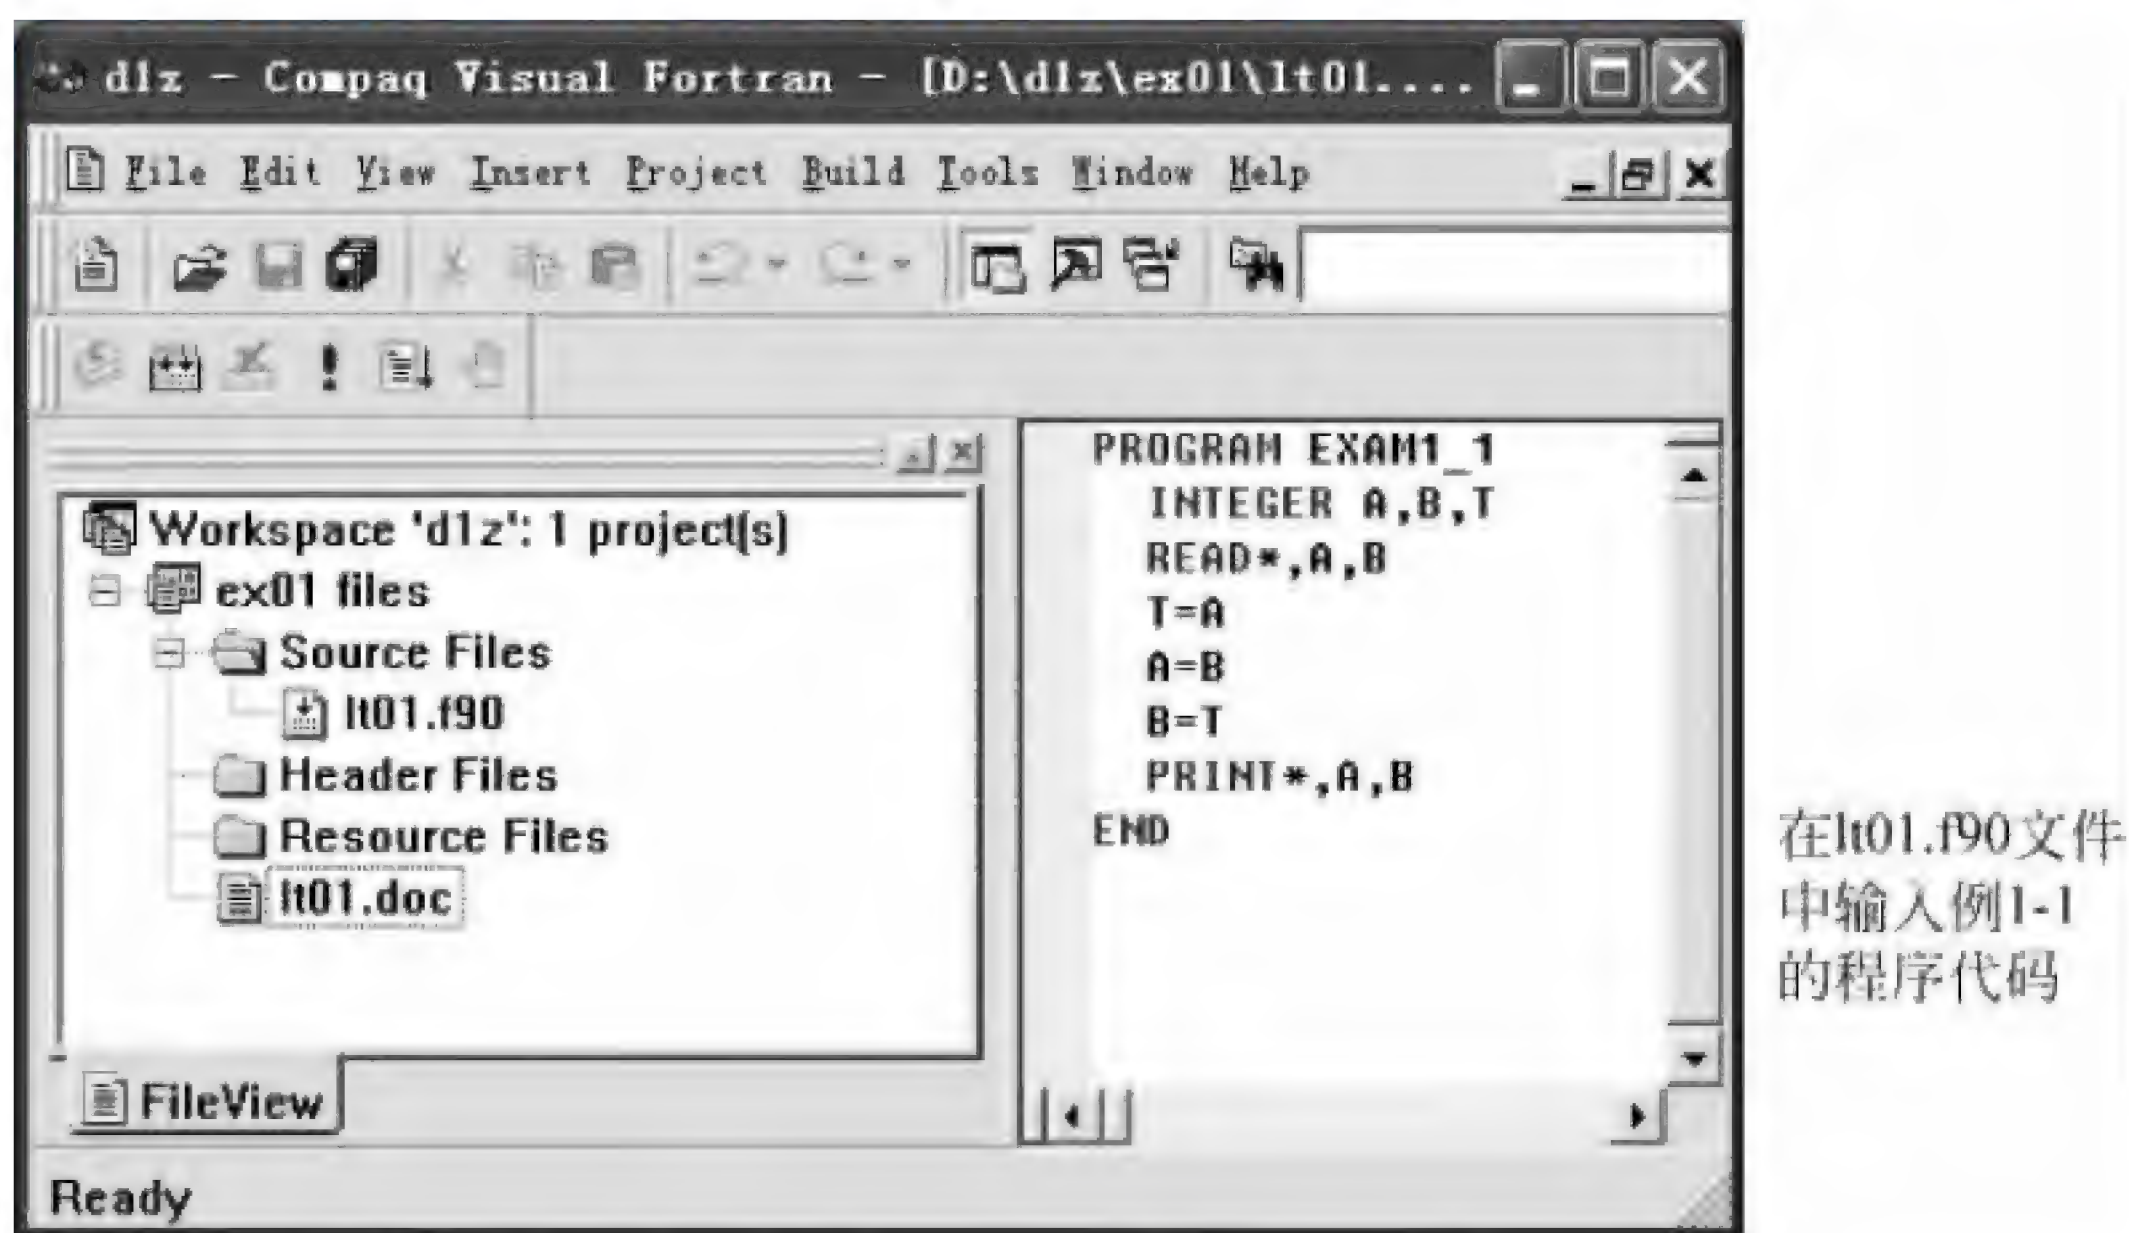 d1z - Compaq Visual Fortran - [D:\d1z\ex01\lt01....
File Edit View Insert Project Build Tools Window Help
Workspace 'd1z': 1 project(s)
ex01 files
Source Files
lt01.f90
Header Files
Resource Files
lt01.doc
FileView
PROGRAM EXAM1_1
INTEGER A,B,T
READ*,A,B
T=A
A=B
B=T
PRINT*,A,B
END
Ready
在lt01.f90文件
中输入例1-1
的程序代码